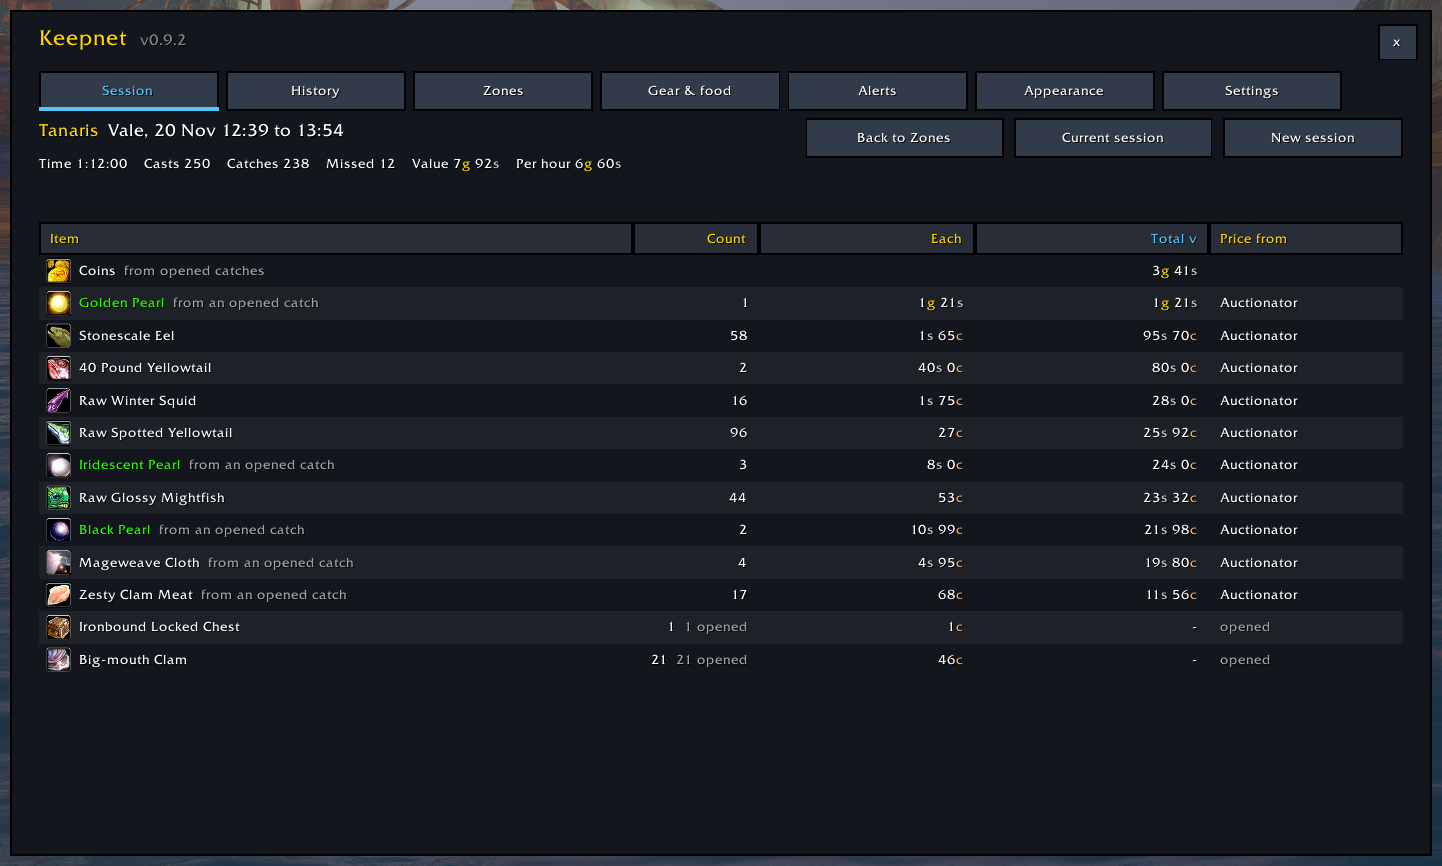 Keepnet v0.9.2
x
Session History Zones Gear & food Alerts Appearance Settings
Tanaris Vale, 20 Nov 12:39 to 13:54
Back to Zones Current session New session
Time 1:12:00 Casts 250 Catches 238 Missed 12 Value 7g 92s Per hour 6g 60s
Item Count Each Total v Price from
Coins from opened catches 3g 41s
Golden Pearl from an opened catch 1 1g 21s 1g 21s Auctionator
Stonescale Eel 58 1s 65c 95s 70c Auctionator
40 Pound Yellowtail 2 40s 0c 80s 0c Auctionator
Raw Winter Squid 16 1s 75c 28s 0c Auctionator
Raw Spotted Yellowtail 96 27c 25s 92c Auctionator
Iridescent Pearl from an opened catch 3 8s 0c 24s 0c Auctionator
Raw Glossy Mightfish 44 53c 23s 32c Auctionator
Black Pearl from an opened catch 2 10s 99c 21s 98c Auctionator
Mageweave Cloth from an opened catch 4 4s 95c 19s 80c Auctionator
Zesty Clam Meat from an opened catch 17 68c 11s 56c Auctionator
Ironbound Locked Chest 1 1 opened 1c - opened
Big-mouth Clam 21 21 opened 46c - opened